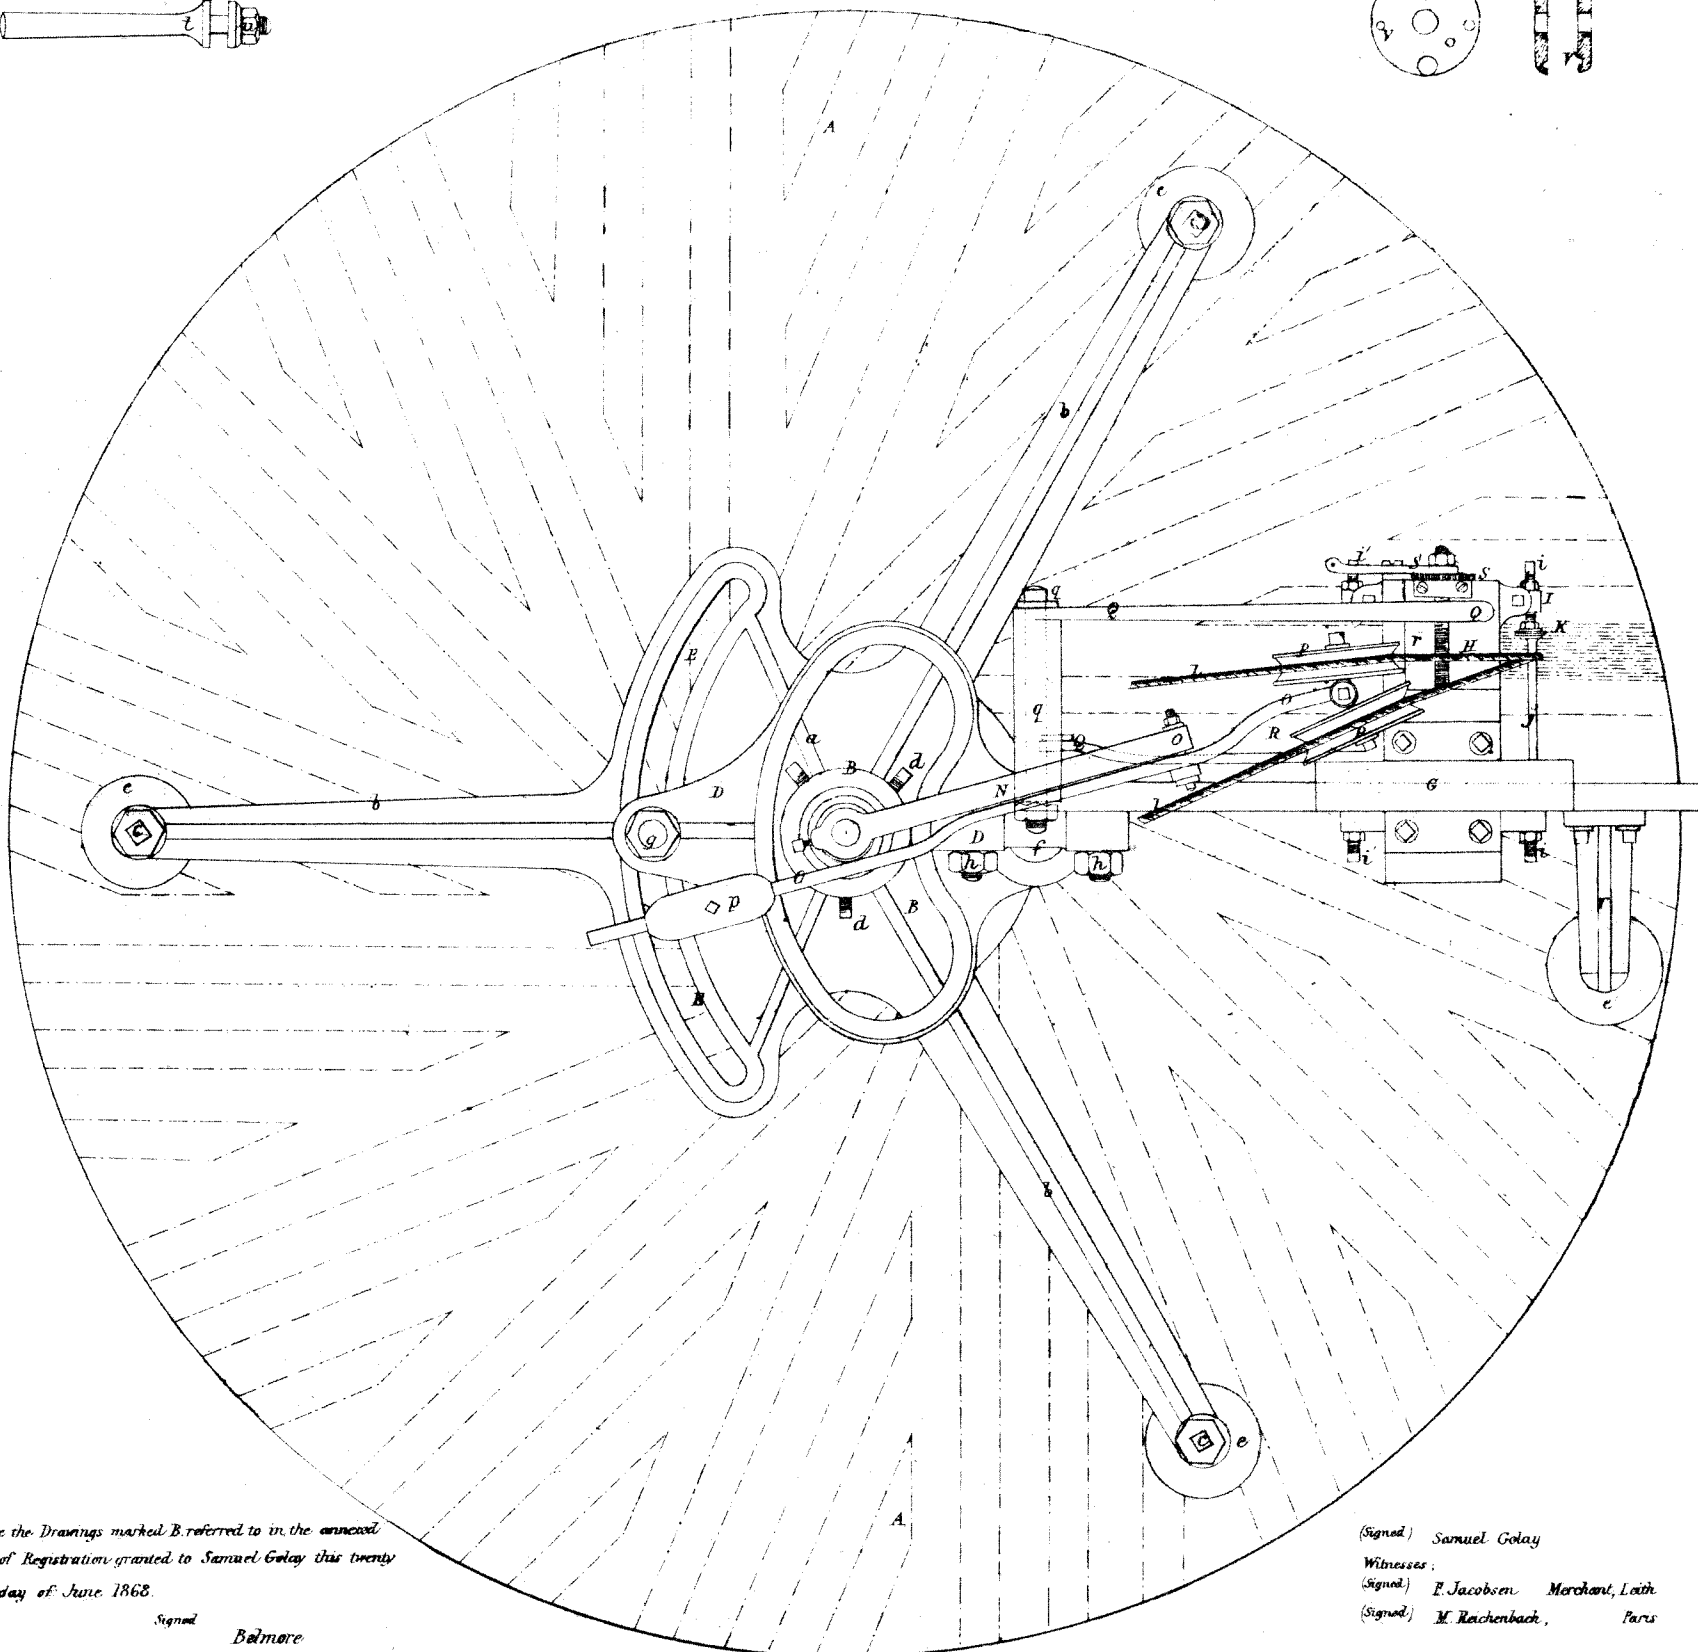 t u
q o r
A
e
c
b
i' S i
S
q Q Q I
K
P r H
B l
O
q j
a Q O R P
B d
e D G
b N
c l
g D f
h h i' i
O
p B
d
B e
b
c e
A
e the Drawings marked B. referred to in the annexed
of Registration granted to Samuel Golay this twenty
day of June 1868.
Signed
Belmore
(Signed) Samuel Golay
Witnesses:
(Signed) F. Jacobsen Merchant, Leith
(Signed) M. Reichenbach, Paris